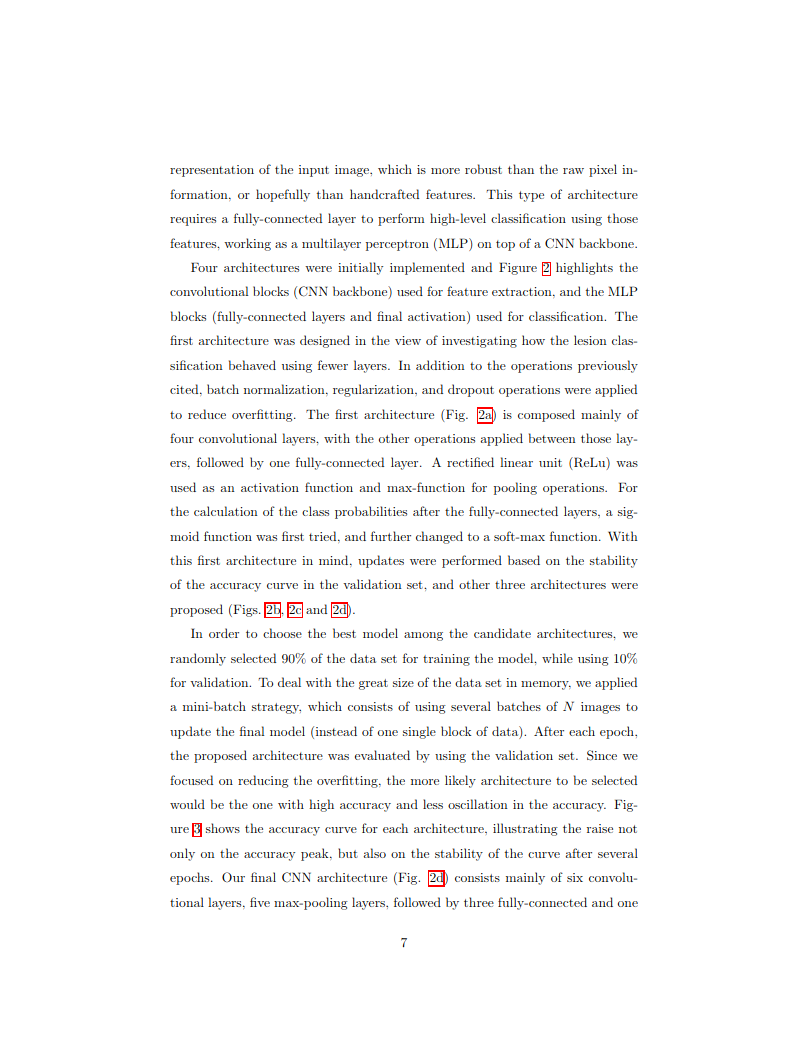 representation of the input image, which is more robust than the raw pixel in-
formation, or hopefully than handcrafted features. This type of architecture
requires a fully-connected layer to perform high-level classification using those
features, working as a multilayer perceptron (MLP) on top of a CNN backbone.
Four architectures were initially implemented and Figure 2 highlights the
convolutional blocks (CNN backbone) used for feature extraction, and the MLP
blocks (fully-connected layers and final activation) used for classification. The
first architecture was designed in the view of investigating how the lesion clas-
sification behaved using fewer layers. In addition to the operations previously
cited, batch normalization, regularization, and dropout operations were applied
to reduce overfitting. The first architecture (Fig. 2a) is composed mainly of
four convolutional layers, with the other operations applied between those lay-
ers, followed by one fully-connected layer. A rectified linear unit (ReLu) was
used as an activation function and max-function for pooling operations. For
the calculation of the class probabilities after the fully-connected layers, a sig-
moid function was first tried, and further changed to a soft-max function. With
this first architecture in mind, updates were performed based on the stability
of the accuracy curve in the validation set, and other three architectures were
proposed (Figs. 2b, 2c and 2d).
In order to choose the best model among the candidate architectures, we
randomly selected 90% of the data set for training the model, while using 10%
for validation. To deal with the great size of the data set in memory, we applied
a mini-batch strategy, which consists of using several batches of N images to
update the final model (instead of one single block of data). After each epoch,
the proposed architecture was evaluated by using the validation set. Since we
focused on reducing the overfitting, the more likely architecture to be selected
would be the one with high accuracy and less oscillation in the accuracy. Fig-
ure 3 shows the accuracy curve for each architecture, illustrating the raise not
only on the accuracy peak, but also on the stability of the curve after several
epochs. Our final CNN architecture (Fig. 2d) consists mainly of six convolu-
tional layers, five max-pooling layers, followed by three fully-connected and one
7